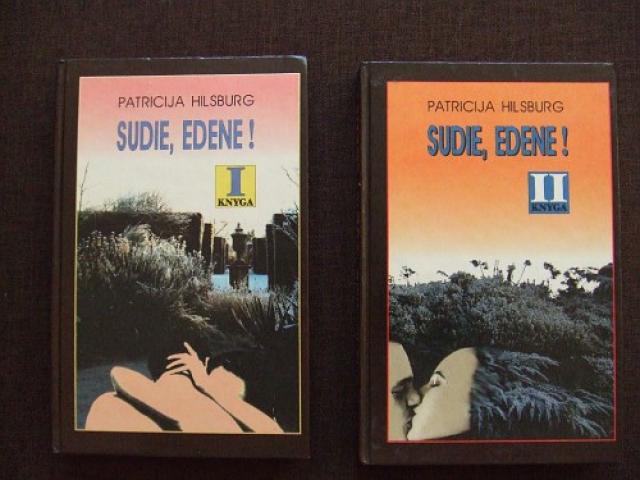 PATRICIJA HILSBURG
SUDIE, EDENE!
I
KNYGA
PATRICIJA HILSBURG
SUDIE, EDENE!
II
KNYGA